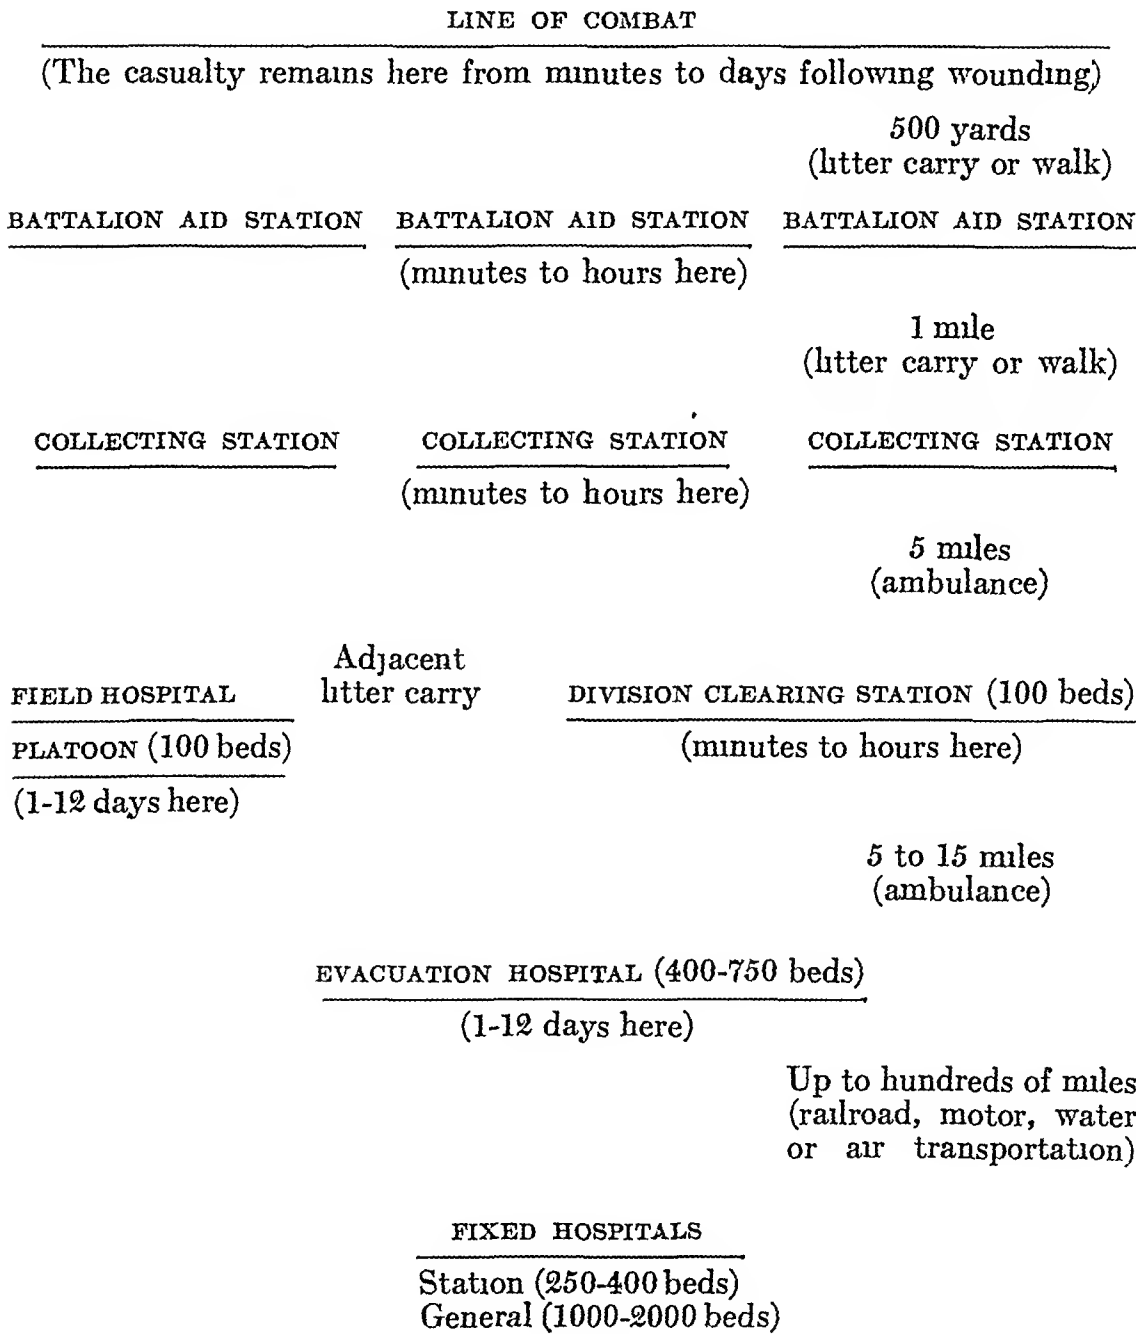 LINE OF COMBAT
(The casualty remains here from minutes to days following wounding)
500 yards
(litter carry or walk)
BATTALION AID STATION BATTALION AID STATION BATTALION AID STATION
(minutes to hours here)
1 mile
(litter carry or walk)
COLLECTING STATION COLLECTING STATION COLLECTING STATION
(minutes to hours here)
5 miles
(ambulance)
Adjacent
litter carry
FIELD HOSPITAL
PLATOON (100 beds)
(1-12 days here)
DIVISION CLEARING STATION (100 beds)
(minutes to hours here)
5 to 15 miles
(ambulance)
EVACUATION HOSPITAL (400-750 beds)
(1-12 days here)
Up to hundreds of miles
(railroad, motor, water
or air transportation)
FIXED HOSPITALS
Station (250-400 beds)
General (1000-2000 beds)